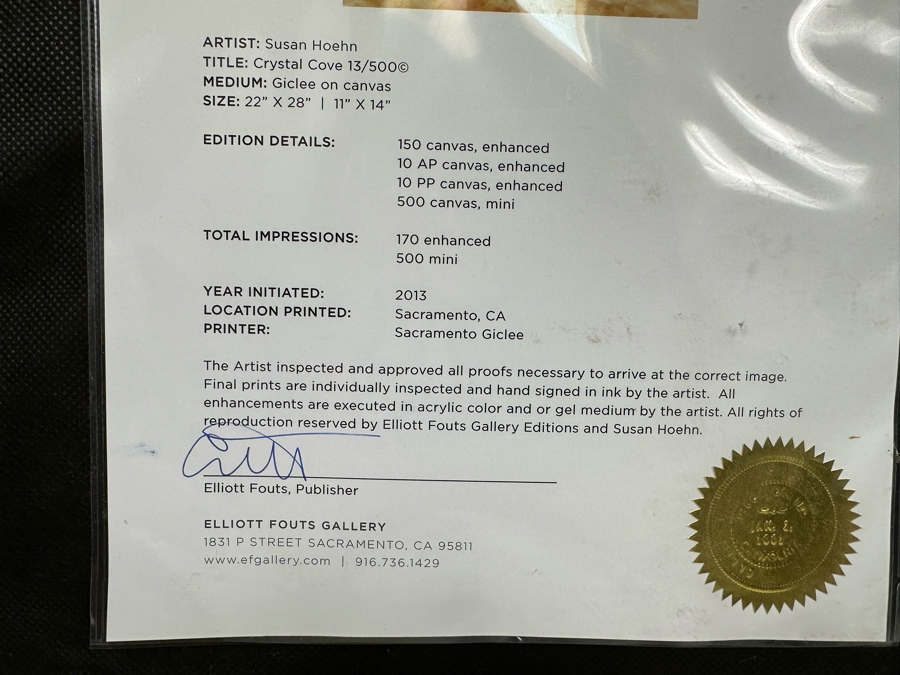 ARTIST: Susan Hoehn
TITLE: Crystal Cove 13/500©
MEDIUM: Giclee on canvas
SIZE: 22” X 28” | 11” X 14”
EDITION DETAILS: 150 canvas, enhanced
10 AP canvas, enhanced
10 PP canvas, enhanced
500 canvas, mini
TOTAL IMPRESSIONS: 170 enhanced
500 mini
YEAR INITIATED: 2013
LOCATION PRINTED: Sacramento, CA
PRINTER: Sacramento Giclee
The Artist inspected and approved all proofs necessary to arrive at the correct image.
Final prints are individually inspected and hand signed in ink by the artist. All
enhancements are executed in acrylic color and or gel medium by the artist. All rights of
reproduction reserved by Elliott Fouts Gallery Editions and Susan Hoehn.
Elliott Fouts, Publisher
ELLIOTT FOUTS GALLERY
1831 P STREET SACRAMENTO, CA 95811
www.efgallery.com | 916.736.1429